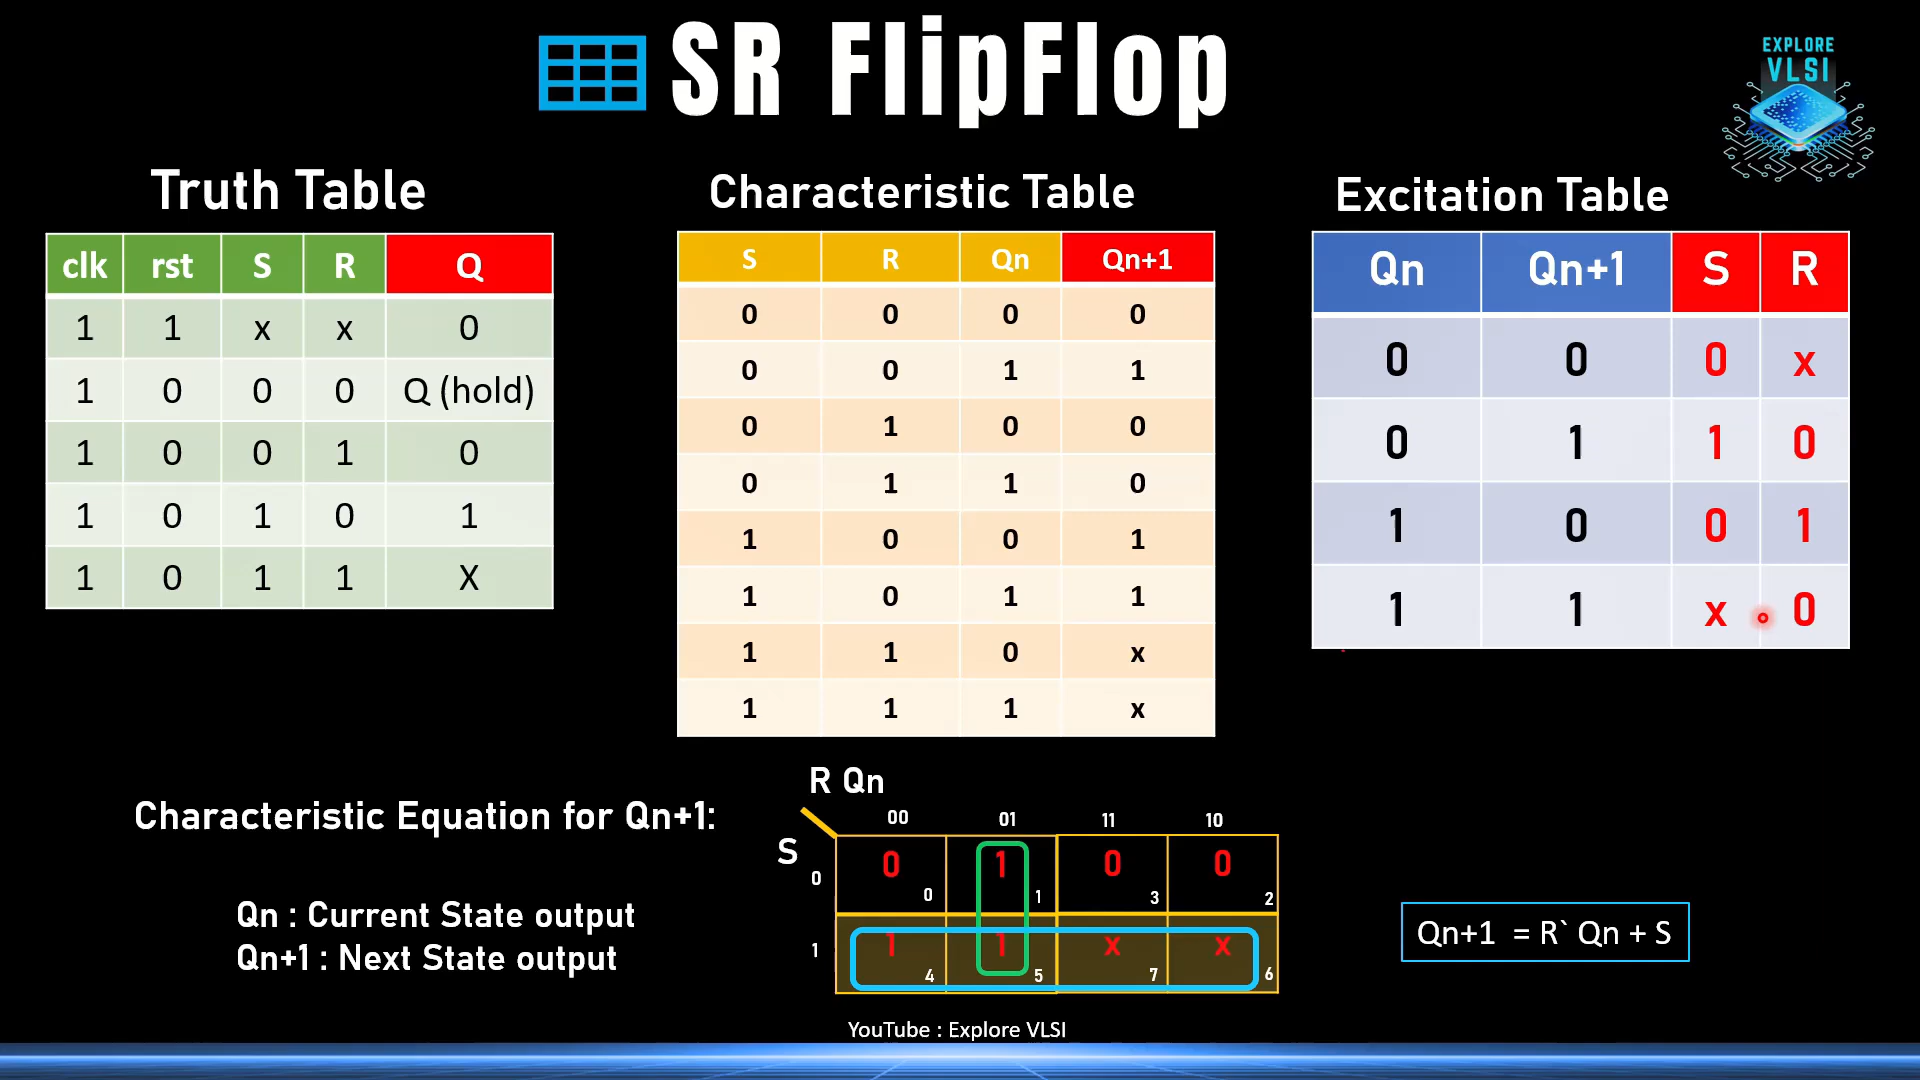 SR FlipFlop
EXPLORE
VLSI
Truth Table
clk rst S R Q
1 1 x x 0
1 0 0 0 Q (hold)
1 0 0 1 0
1 0 1 0 1
1 0 1 1 X
Characteristic Table
S R Qn Qn+1
0 0 0 0
0 0 1 1
0 1 0 0
0 1 1 0
1 0 0 1
1 0 1 1
1 1 0 x
1 1 1 x
Excitation Table
Qn Qn+1 S R
0 0 0 x
0 1 1 0
1 0 0 1
1 1 x 0
Characteristic Equation for Qn+1:
Qn : Current State output
Qn+1 : Next State output
R Qn
00 01 11 10
S
0 0 0 1 1 0 3 0 2
1 1 4 1 5 x 7 x 6
Qn+1 = R` Qn + S
YouTube : Explore VLSI